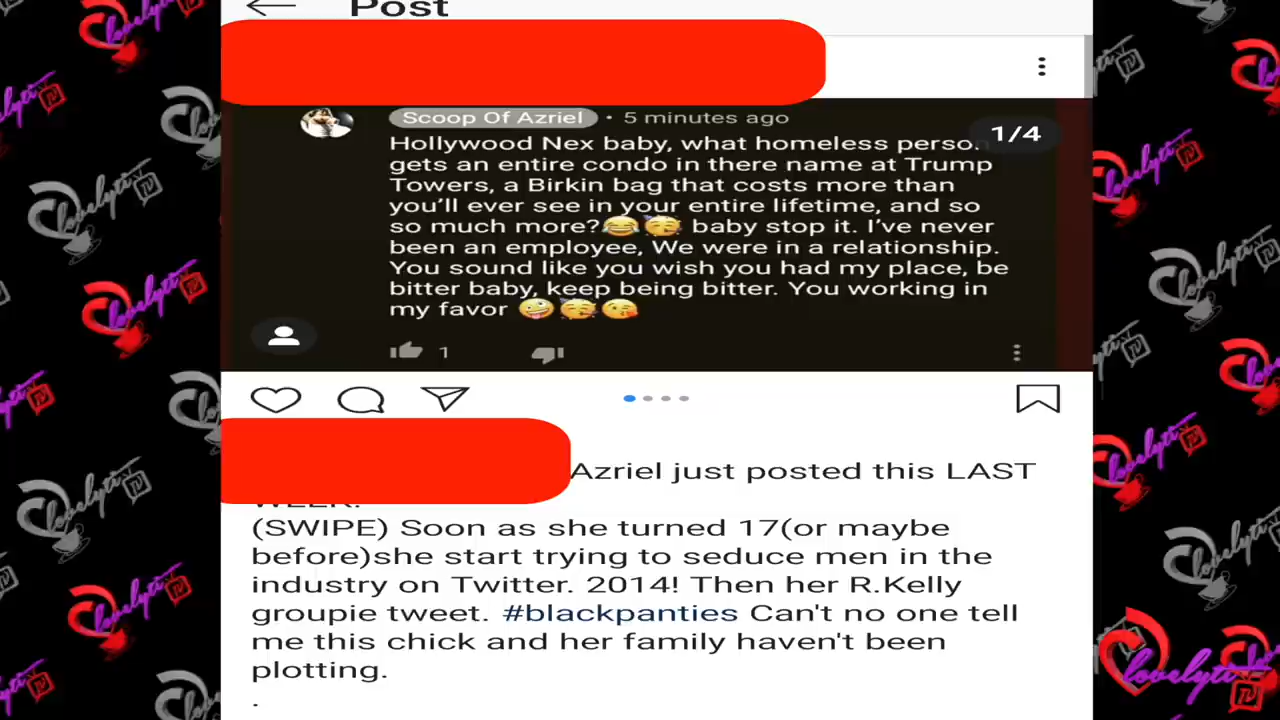 Post
Scoop Of Azriel • 5 minutes ago
1/4
Hollywood Nex baby, what homeless person
gets an entire condo in there name at Trump
Towers, a Birkin bag that costs more than
you’ll ever see in your entire lifetime, and so
so much more?😂🥳 baby stop it. I’ve never
been an employee, We were in a relationship.
You sound like you wish you had my place, be
bitter baby, keep being bitter. You working in
my favor 🤪🥳😘
1
Azriel just posted this LAST
WEEK.
(SWIPE) Soon as she turned 17(or maybe
before)she start trying to seduce men in the
industry on Twitter. 2014! Then her R.Kelly
groupie tweet. #blackpanties Can't no one tell
me this chick and her family haven't been
plotting.
.
lovelyti TV